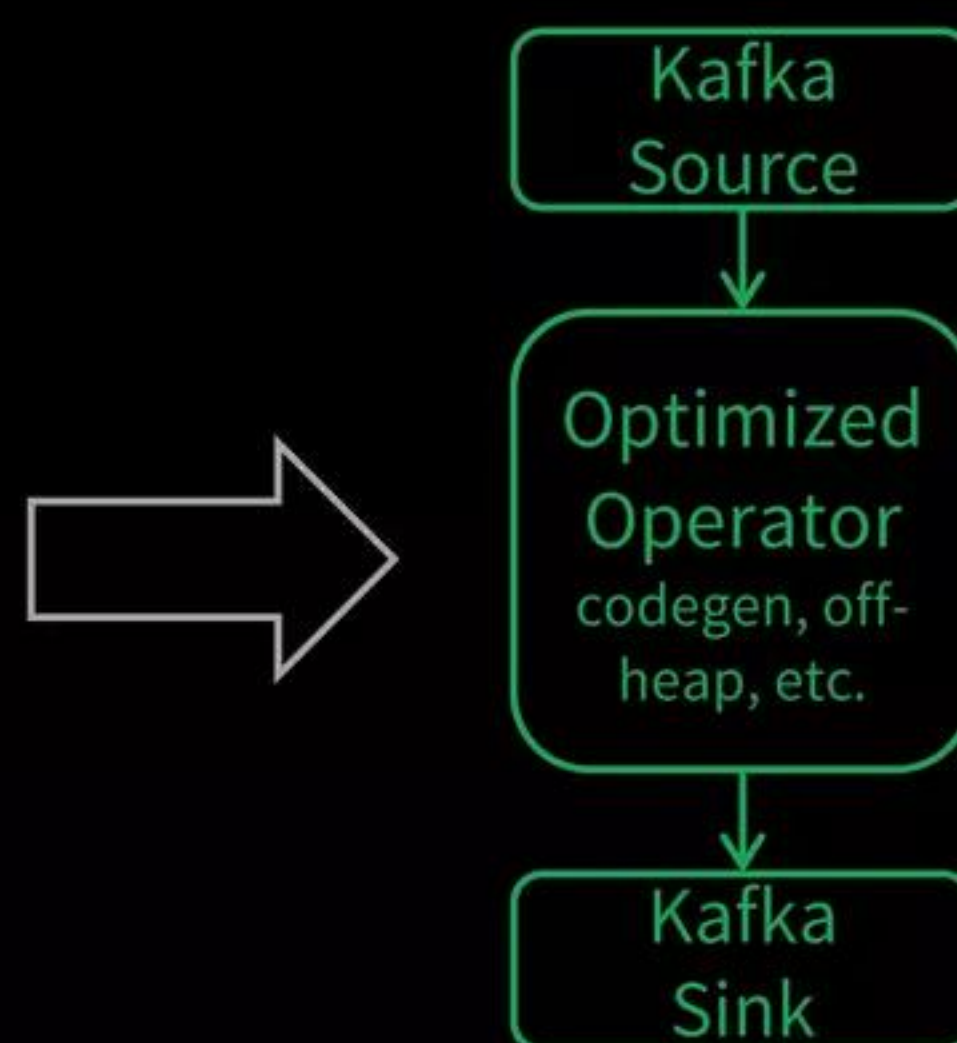 Kafka
Source
Optimized
Operator
codegen, off-
heap, etc.
Kafka
Sink